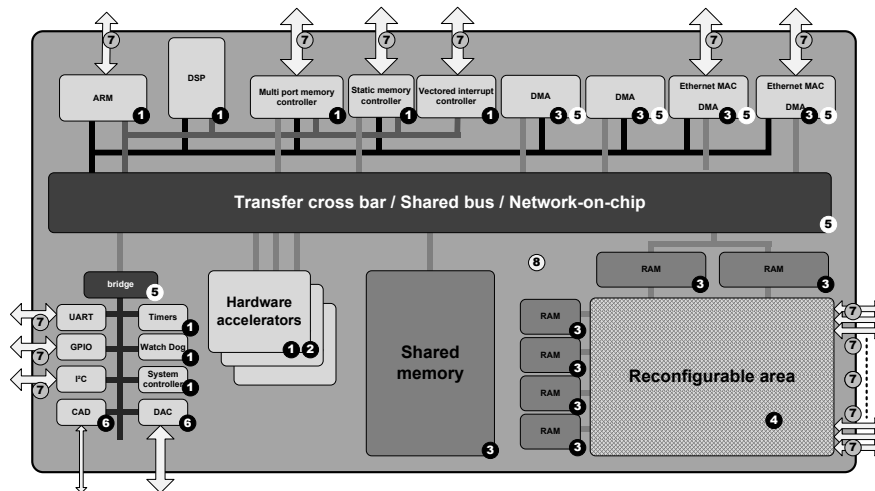 7
7
7
7
7
7
ARM
1
DSP
1
Multi port memory
controller
1
Static memory
controller
1
Vectored interrupt
controller
1
DMA
3
5
DMA
3
5
Ethernet MAC
DMA
3
5
Ethernet MAC
DMA
3
5
Transfer cross bar / Shared bus / Network-on-chip
5
8
bridge
5
UART
7
Timers
1
GPIO
7
Watch Dog
1
I²C
7
System
controller
1
CAD
6
DAC
6
Hardware
accelerators
1
2
Shared
memory
3
RAM
3
RAM
3
RAM
3
RAM
3
RAM
3
RAM
3
Reconfigurable area
4
7
7
7
7